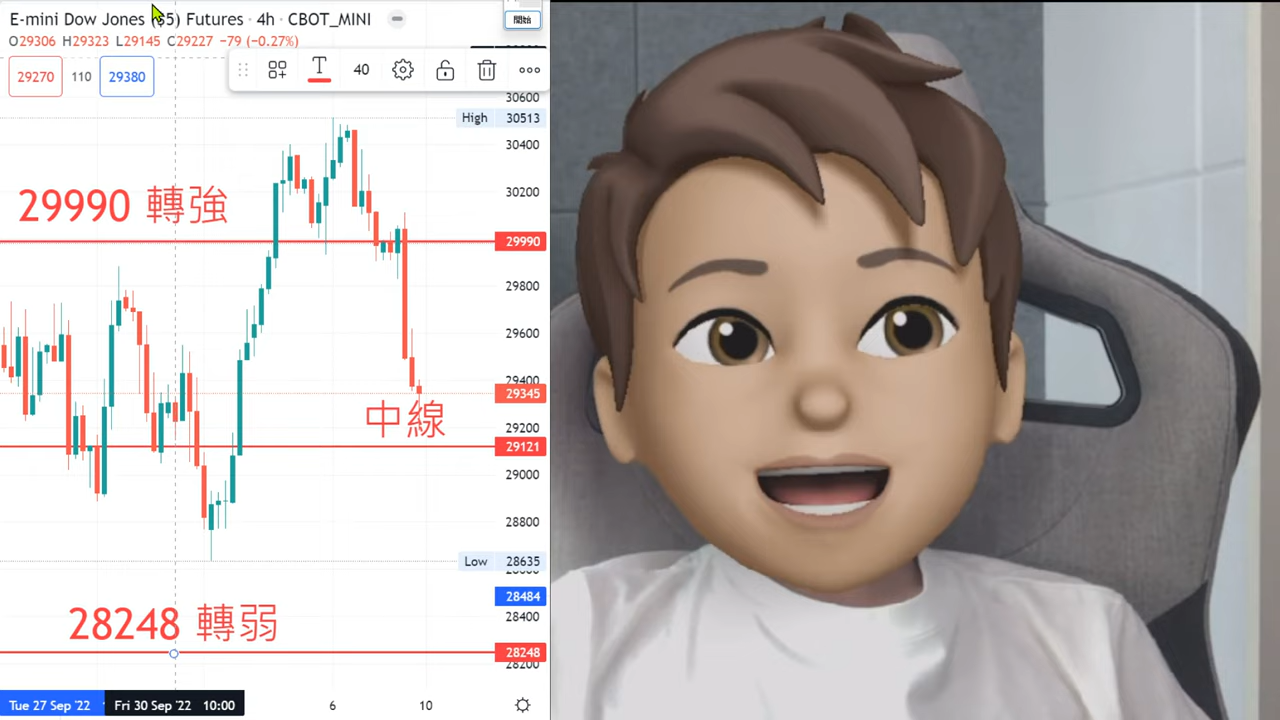 E-mini Dow Jones ($5) Futures · 4h · CBOT_MINI
開始
O29306 H29323 L29145 C29227 −79 (−0.27%)
T 40
29270 110 29380
30600
High 30513
30400
30200
29990 轉強
29990
29800
29600
29400
29345
中線
29200
29121
29000
28800
Low 28635
28484
28400
28248 轉弱
28248
28200
Tue 27 Sep '22 Fri 30 Sep '22 10:00 6 10